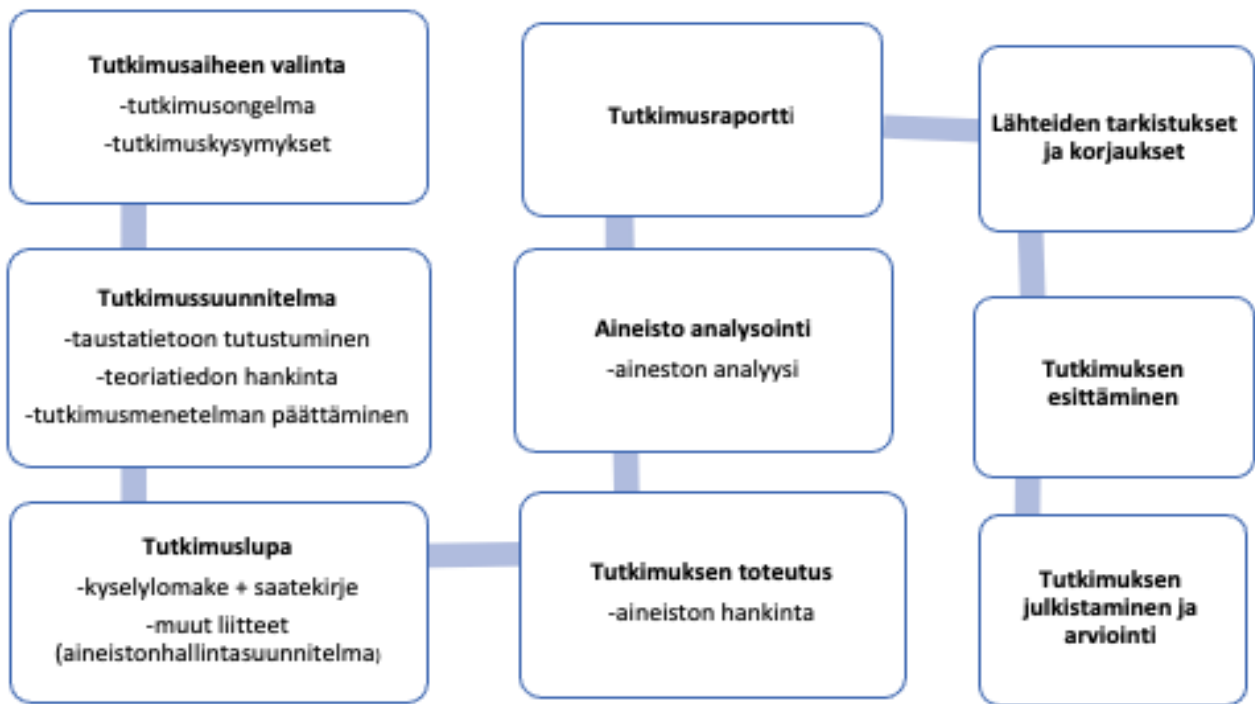 Tutkimusaiheen valinta
-tutkimusongelma
-tutkimuskysymykset
Tutkimussuunnitelma
-taustatietoon tutustuminen
-teoriatiedon hankinta
-tutkimusmenetelman päättäminen
Tutkimuslupa
-kyselylomake + saatekirje
-muut liitteet
(aineistonhallintasuunnitelma)
Tutkimuksen toteutus
-aineiston hankinta
Aineisto analysointi
-aineston analyysi
Tutkimusraportti
Lähteiden tarkistukset
ja korjaukset
Tutkimuksen
esittäminen
Tutkimuksen
julkistaminen ja
arviointi